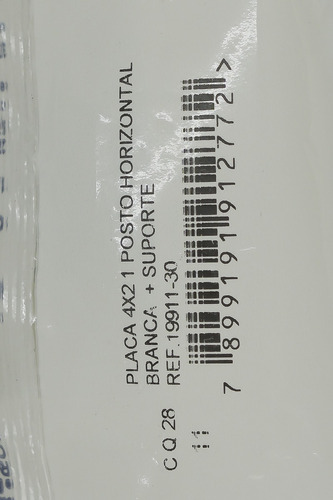 PLACA 4X2 1 POSTO HORIZONTAL
BRANCA + SUPORTE
REF.19911-30
C Q 28
7 899191 912772 >